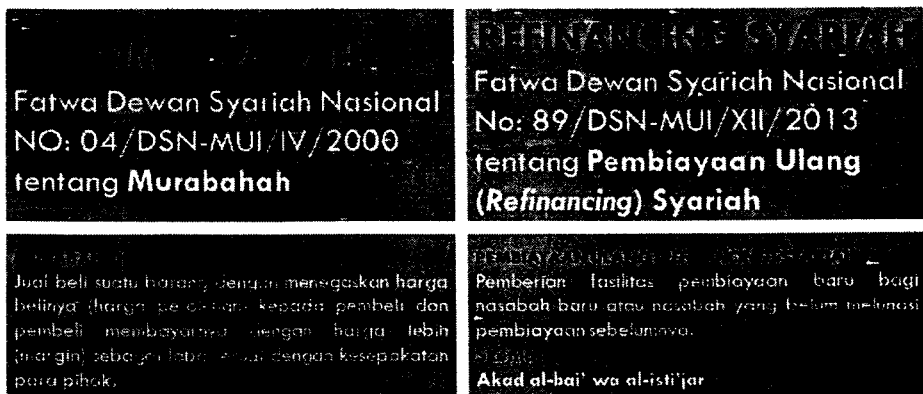 Fatwa Dewan Syariah Nasional
NO: 04/DSN-MUI/IV/2000
tentang Murabahah
REFINANCING SYARIAH
Fatwa Dewan Syariah Nasional
No: 89/DSN-MUI/XII/2013
tentang Pembiayaan Ulang
(Refinancing) Syariah
Jual beli suatu barang dengan menegaskan harga
belinya (harga perolehan) kepada pembeli dan
pembeli membayarnya dengan harga lebih
(margin) sebagai laba sesuai dengan kesepakatan
para pihak.
Pemberian fasilitas pembiayaan baru bagi
nasabah baru atau nasabah yang belum melunasi
pembiayaan sebelumnya.
Akad al-bai' wa al-isti'jar